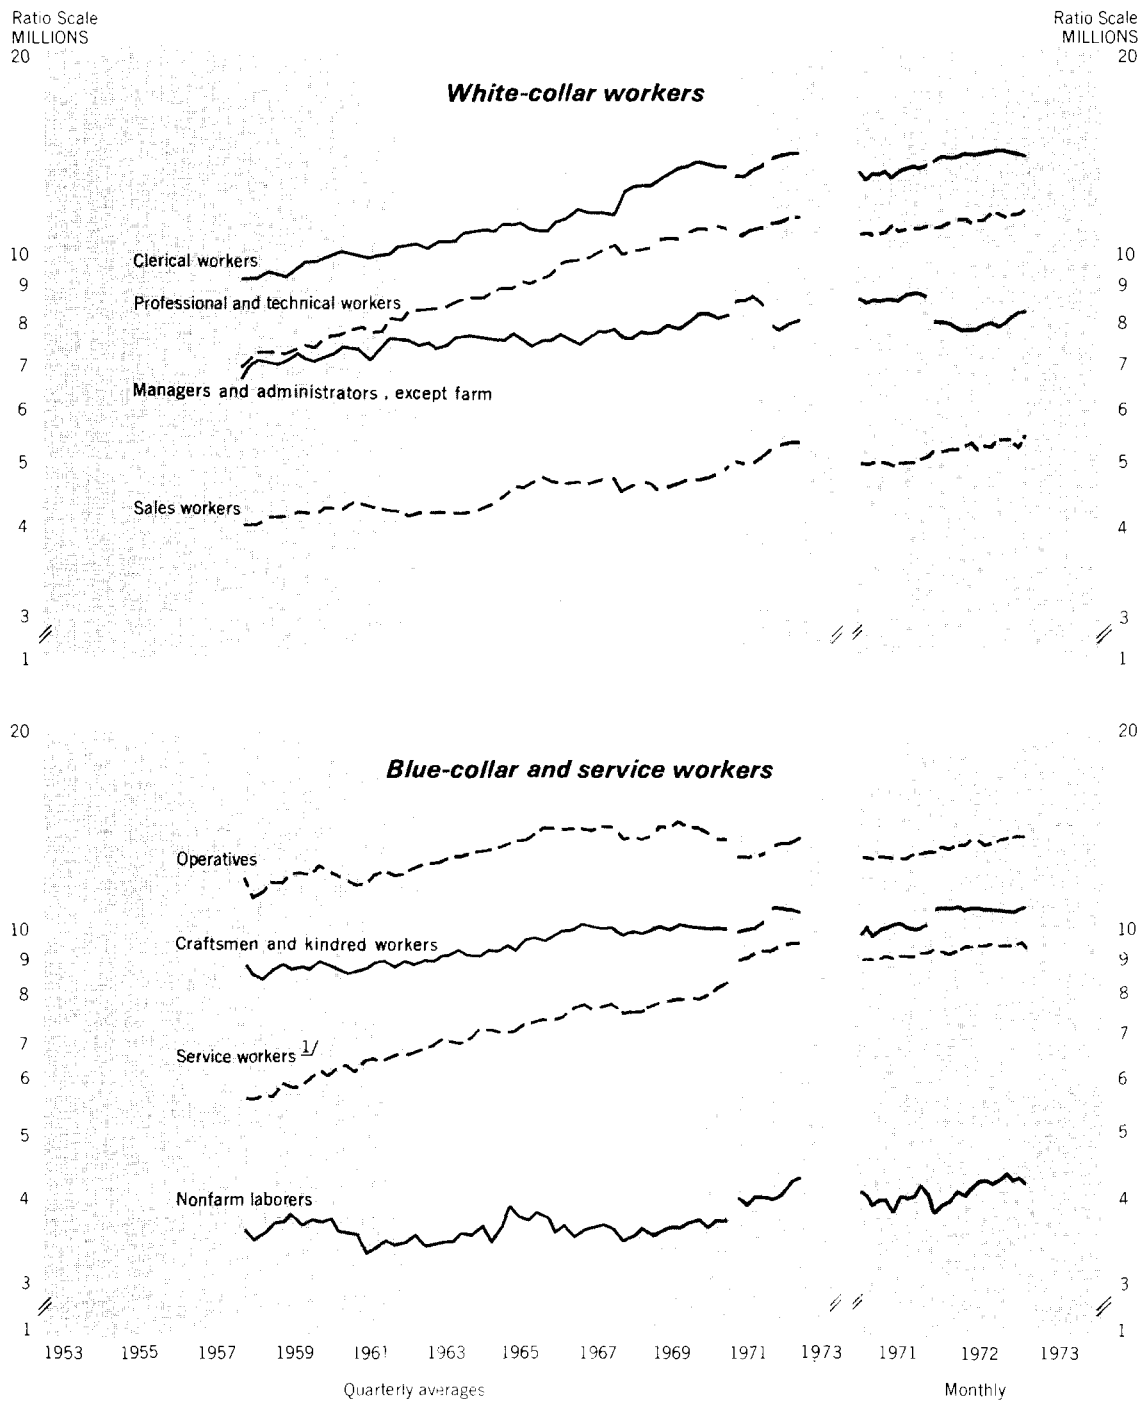 Ratio Scale Ratio Scale
MILLIONS MILLIONS
20 20
White-collar workers
10 Clerical workers 10
9 9
Professional and technical workers
8 8
7 7
Managers and administrators , except farm
6 6
5 5
Sales workers
4 4
3 3
1 1
20 20
Blue-collar and service workers
Operatives
10 10
Craftsmen and kindred workers
9 9
8 8
7 7
Service workers 1/
6 6
5 5
4 Nonfarm laborers 4
3 3
1 1
1953 1955 1957 1959 1961 1963 1965 1967 1969 1971 1973 1971 1972 1973
Quarterly averages Monthly